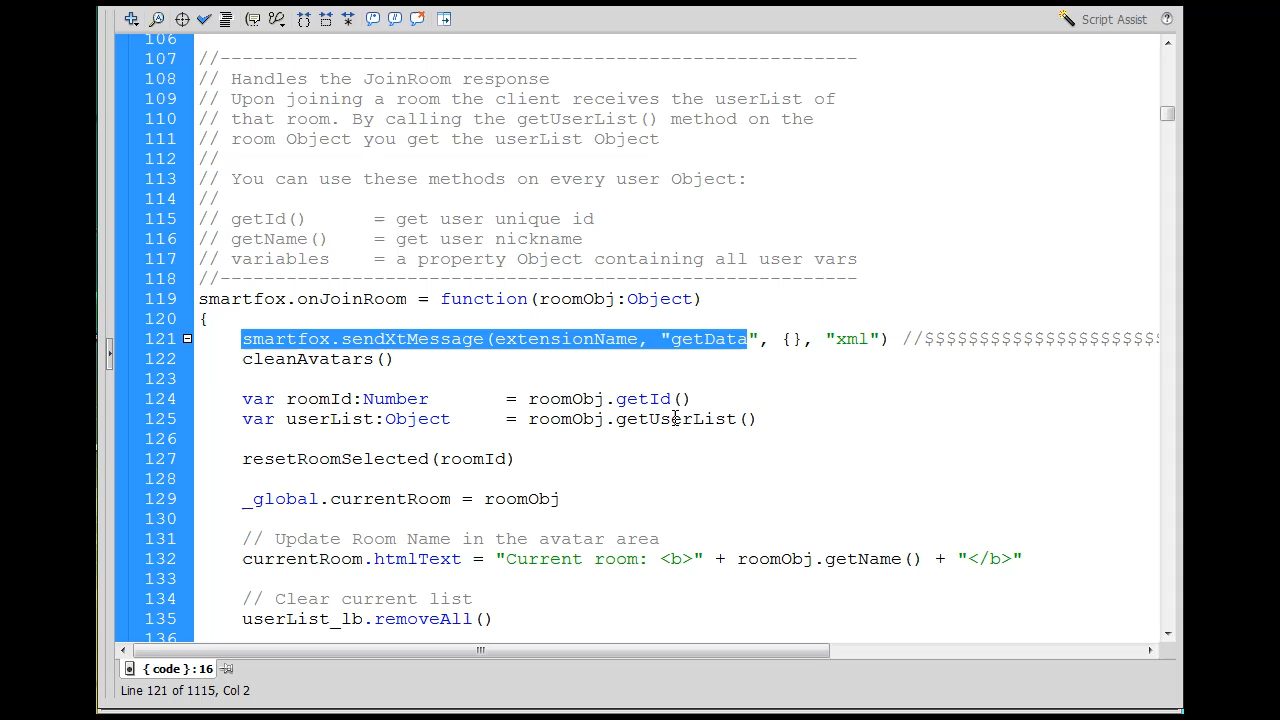 Script Assist
106
107 //----------------------------------------------------------
108 // Handles the JoinRoom response
109 // Upon joining a room the client receives the userList of
110 // that room. By calling the getUserList() method on the
111 // room Object you get the userList Object
112 //
113 // You can use these methods on every user Object:
114 //
115 // getId()      = get user unique id
116 // getName()    = get user nickname
117 // variables    = a property Object containing all user vars
118 //----------------------------------------------------------
119 smartfox.onJoinRoom = function(roomObj:Object)
120 {
121     smartfox.sendXtMessage(extensionName, "getData", {}, "xml") //$$$$$$$$$$$$$$$$$$$$$$
122     cleanAvatars()
123
124     var roomId:Number       = roomObj.getId()
125     var userList:Object     = roomObj.getUserList()
126
127     resetRoomSelected(roomId)
128
129     _global.currentRoom = roomObj
130
131     // Update Room Name in the avatar area
132     currentRoom.htmlText = "Current room: <b>" + roomObj.getName() + "</b>"
133
134     // Clear current list
135     userList_lb.removeAll()
136
{ code } : 16
Line 121 of 1115, Col 2